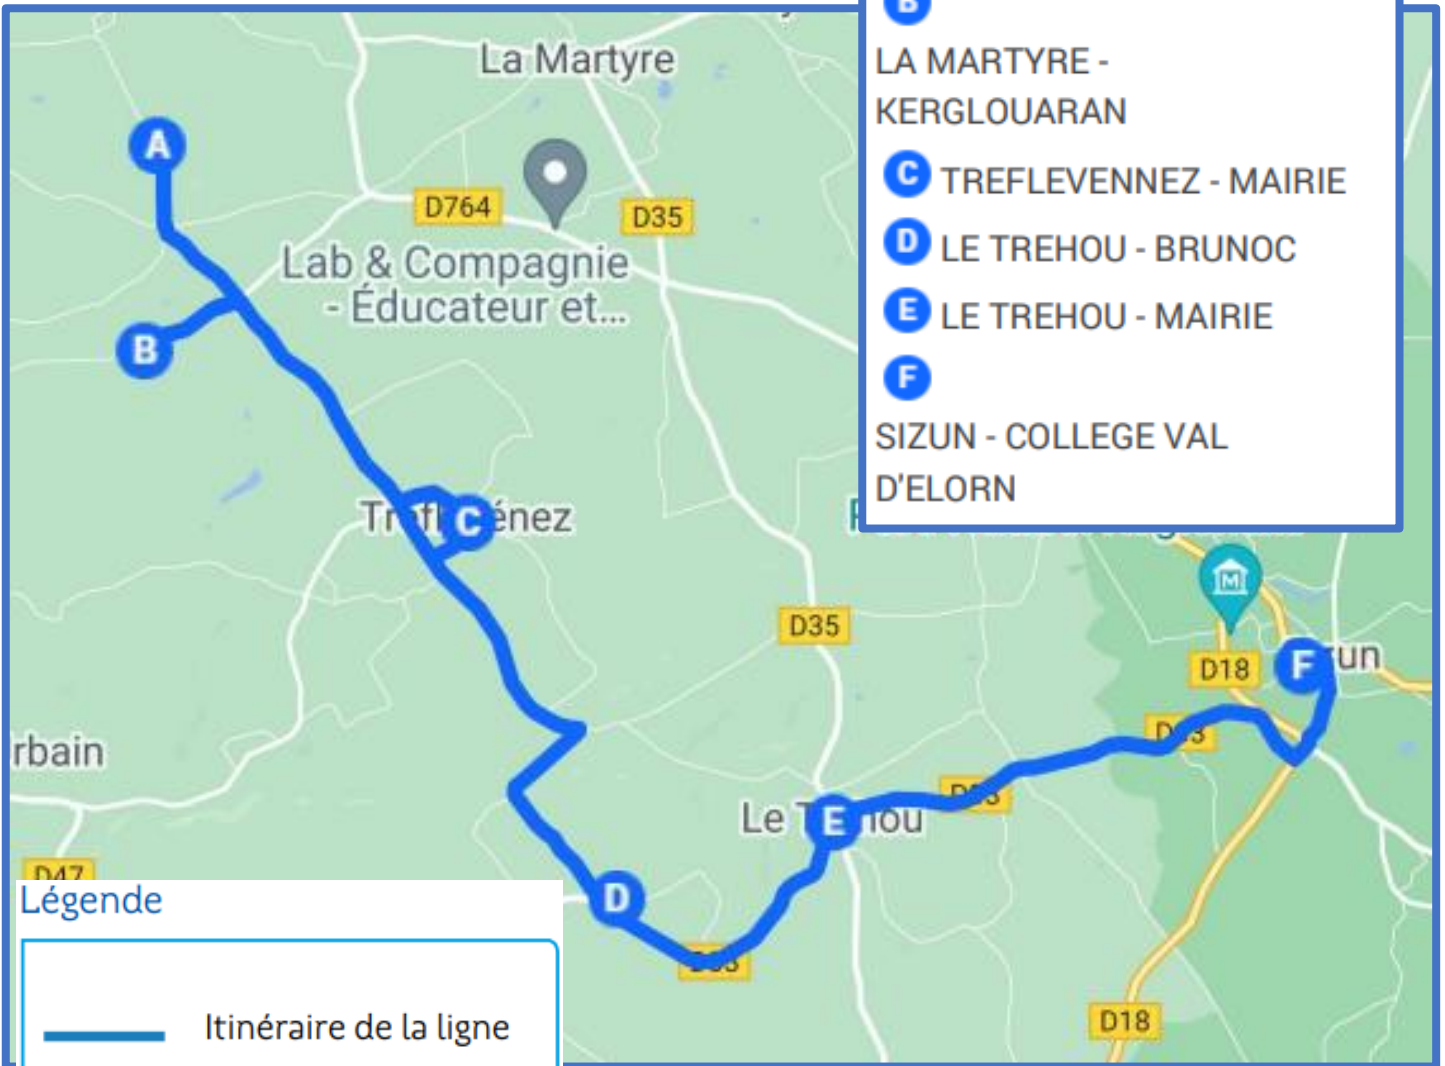 B
LA MARTYRE -
KERGLOUARAN
C TREFLEVENNEZ - MAIRIE
D LE TREHOU - BRUNOC
E LE TREHOU - MAIRIE
F
SIZUN - COLLEGE VAL
D'ELORN
La Martyre
A
D764
D35
Lab & Compagnie
- Éducateur et...
B
C
D35
M
D18
F
rbain
E
D47
D
D18
Légende
Itinéraire de la ligne